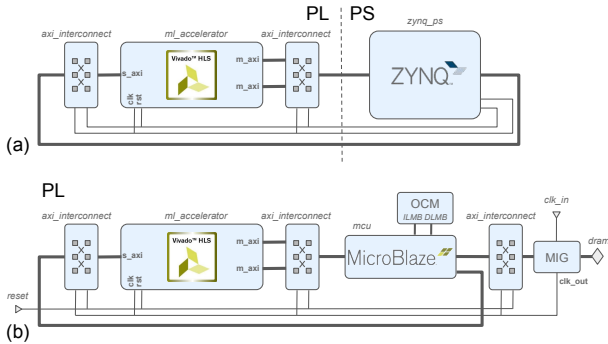 PL
PS
axi_interconnect
ml_accelerator
axi_interconnect
zynq_ps
Vivado™ HLS
s_axi
m_axi
m_axi
clk
rst
ZYNQ
(a)
PL
OCM
ILMB DLMB
clk_in
axi_interconnect
ml_accelerator
axi_interconnect
mcu
axi_interconnect
dram
Vivado™ HLS
s_axi
m_axi
m_axi
clk
rst
MicroBlaze
MIG
clk_out
reset
(b)